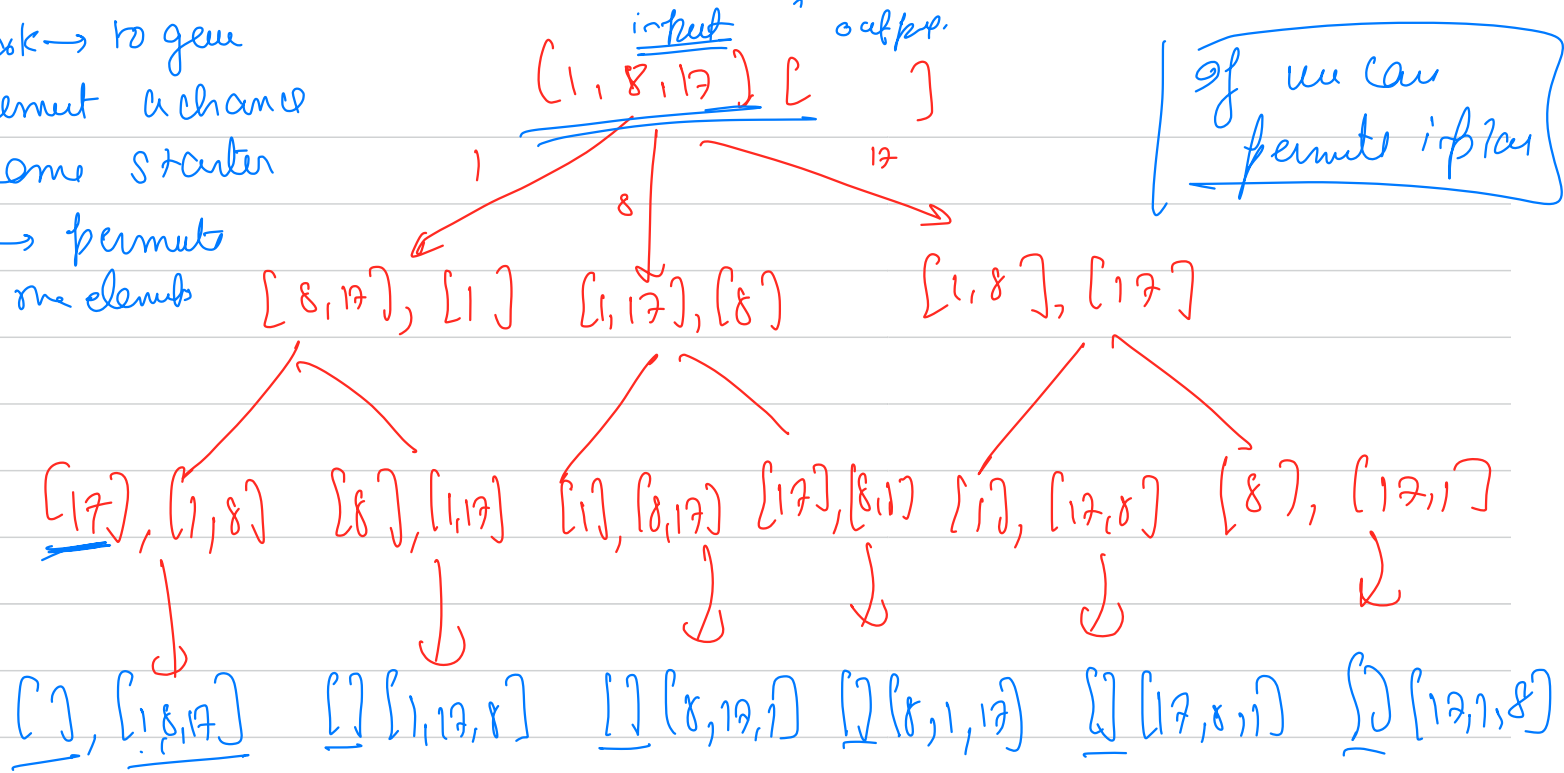 → to
input
[1, 8, 17] [ ]
a chance
starter
1
8
17
If we can
permute
→ permute
[8,17], [1]
[1,17], [8]
[1,8], [17]
[17], [1,8]
[8], [1,17]
[1] [8,17]
[17], [8,1]
[1], [17,8]
[8], [17,1]
[], [1,8,17]
[] [1,17,8]
[] [8,17,1]
[] [8,1,17]
[] [17,8,1]
[] [17,1,8]